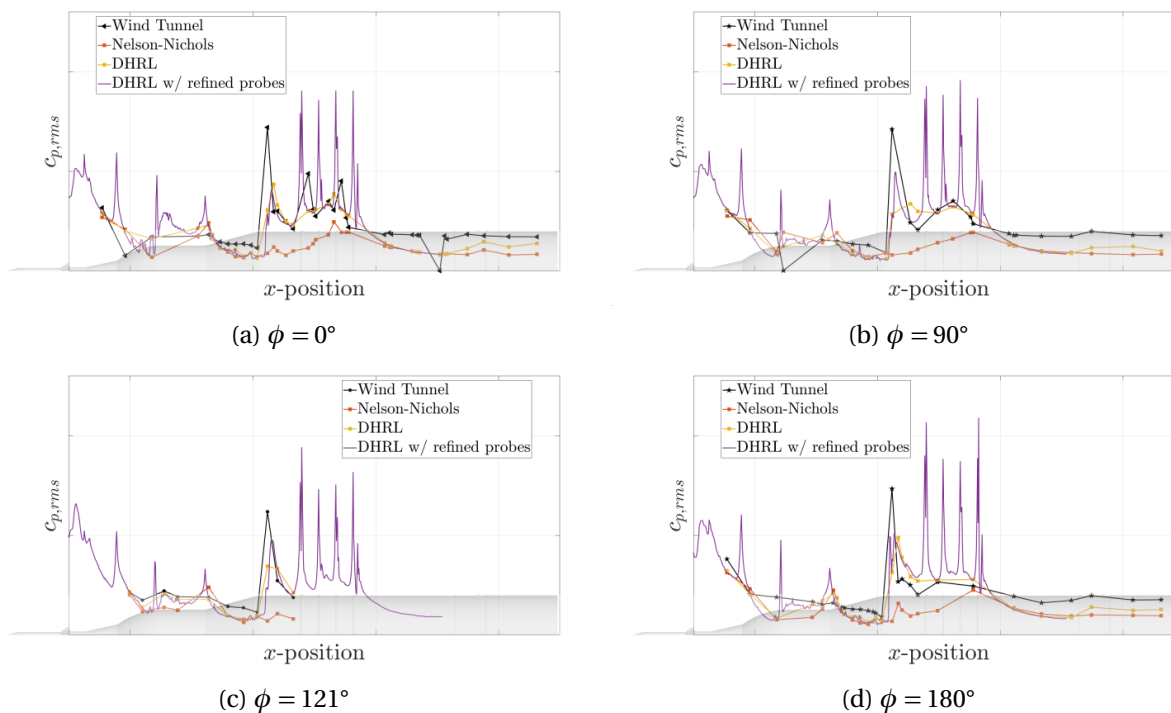 Wind Tunnel
Nelson-Nichols
DHRL
DHRL w/ refined probes
c_{p,rms}
x-position
(a) ϕ = 0°
Wind Tunnel
Nelson-Nichols
DHRL
DHRL w/ refined probes
c_{p,rms}
x-position
(b) ϕ = 90°
Wind Tunnel
Nelson-Nichols
DHRL
DHRL w/ refined probes
c_{p,rms}
x-position
(c) ϕ = 121°
Wind Tunnel
Nelson-Nichols
DHRL
DHRL w/ refined probes
c_{p,rms}
x-position
(d) ϕ = 180°